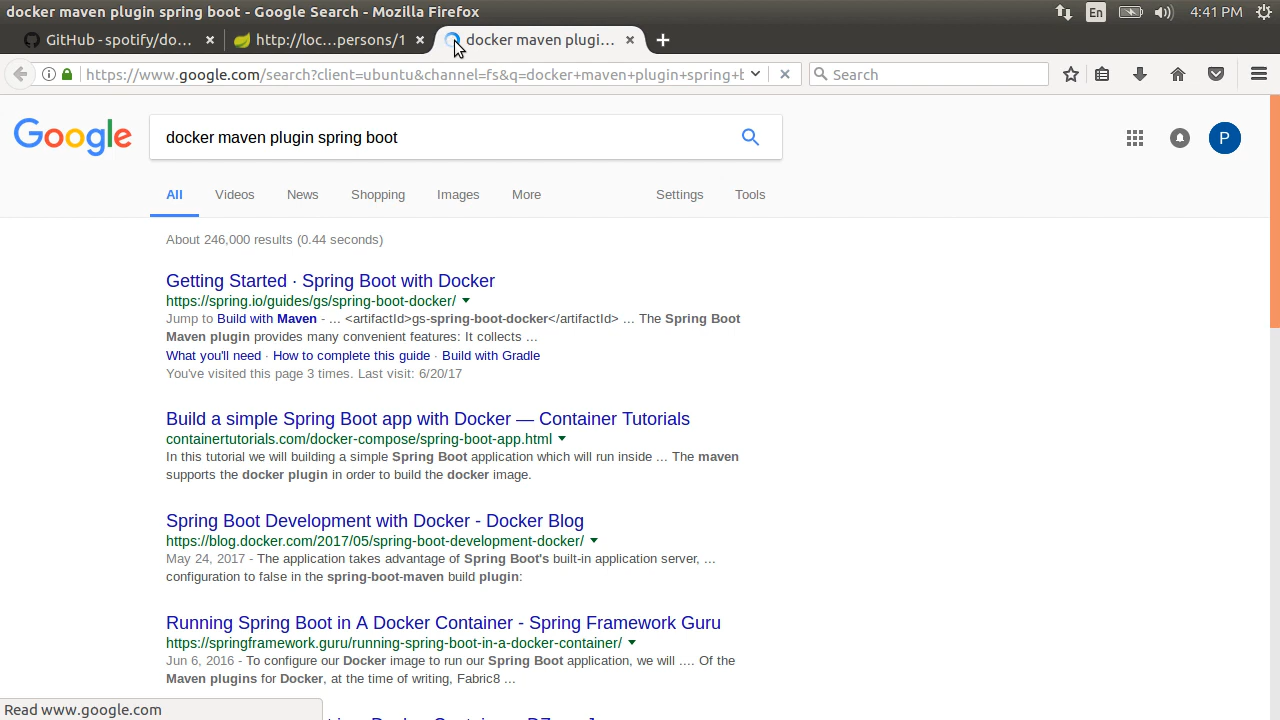 docker maven plugin spring boot - Google Search - Mozilla Firefox
En
4:41 PM
GitHub - spotify/do...
http://loc...persons/1
docker maven plugi...
https://www.google.com/search?client=ubuntu&channel=fs&q=docker+maven+plugin+spring+b
Search
Google
docker maven plugin spring boot
P
All
Videos
News
Shopping
Images
More
Settings
Tools
About 246,000 results (0.44 seconds)
Getting Started · Spring Boot with Docker
https://spring.io/guides/gs/spring-boot-docker/
Jump to Build with Maven - ... <artifactId>gs-spring-boot-docker</artifactId> ... The Spring Boot
Maven plugin provides many convenient features: It collects ...
What you'll need · How to complete this guide · Build with Gradle
You've visited this page 3 times. Last visit: 6/20/17
Build a simple Spring Boot app with Docker — Container Tutorials
containertutorials.com/docker-compose/spring-boot-app.html
In this tutorial we will building a simple Spring Boot application which will run inside ... The maven
supports the docker plugin in order to build the docker image.
Spring Boot Development with Docker - Docker Blog
https://blog.docker.com/2017/05/spring-boot-development-docker/
May 24, 2017 - The application takes advantage of Spring Boot's built-in application server, ...
configuration to false in the spring-boot-maven build plugin:
Running Spring Boot in A Docker Container - Spring Framework Guru
https://springframework.guru/running-spring-boot-in-a-docker-container/
Jun 6, 2016 - To configure our Docker image to run our Spring Boot application, we will .... Of the
Maven plugins for Docker, at the time of writing, Fabric8 ...
Read www.google.com